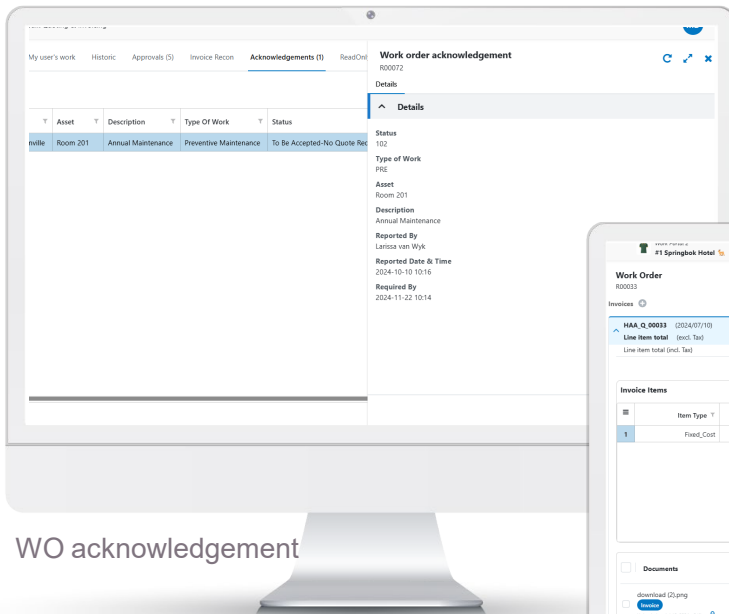 My user's work Historic Approvals (5) Invoice Recon Acknowledgements (1) ReadOnl
Asset Description Type Of Work Status
nville Room 201 Annual Maintenance Preventive Maintenance To Be Accepted-No Quote Rec
Work order acknowledgement
R00072
Details
Details
Status
102
Type of Work
PRE
Asset
Room 201
Description
Annual Maintenance
Reported By
Larissa van Wyk
Reported Date & Time
2024-10-10 10:16
Required By
2024-11-22 10:14
#1 Springbok Hotel
Work Order
R00033
Invoices
HAA_Q_00033 (2024/07/10)
Line item total (excl. Tax)
Line item total (incl. Tax)
Invoice Items
Item Type
1 Fixed_Cost
Documents
download (2).png
Invoice
WO acknowledgement